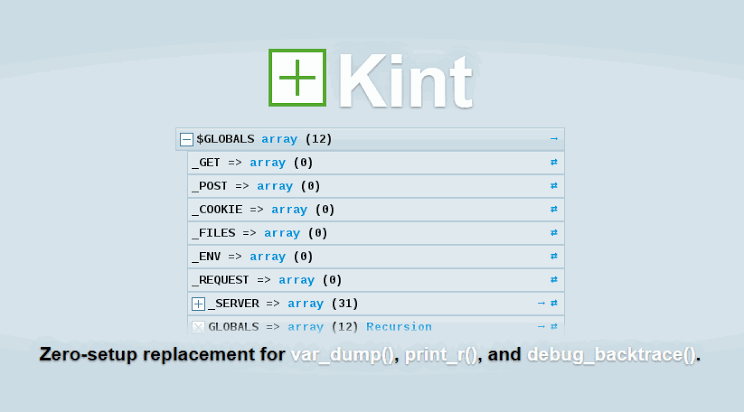 Kint
$GLOBALS array (12) →
_GET => array (0) ⇄
_POST => array (0) ⇄
_COOKIE => array (0) ⇄
_FILES => array (0) ⇄
_ENV => array (0) ⇄
_REQUEST => array (0) ⇄
_SERVER => array (31) → ⇄
GLOBALS => array (12) Recursion → ⇄
Zero-setup replacement for var_dump(), print_r(), and debug_backtrace().